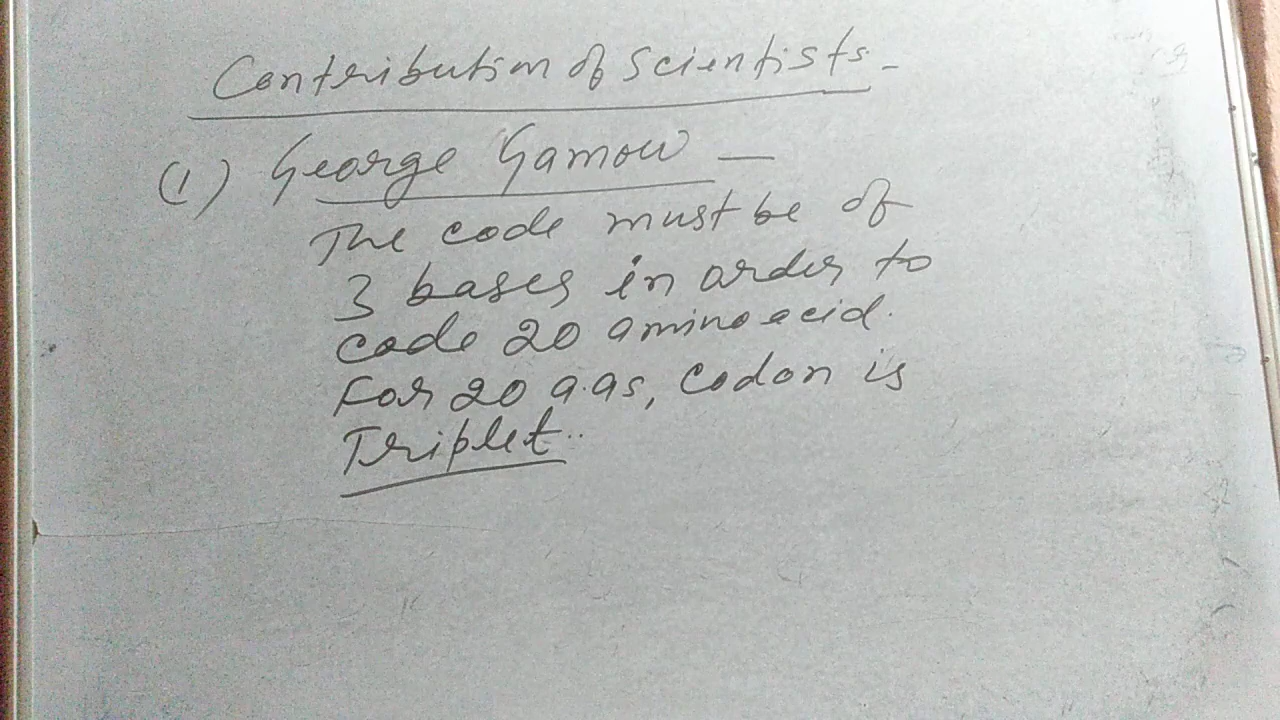 Contribution of Scientists -
(1) George Gamow —
The code must be of
3 bases in order to
code 20 amino acid.
For 20 a.as, Codon is
Triplet..